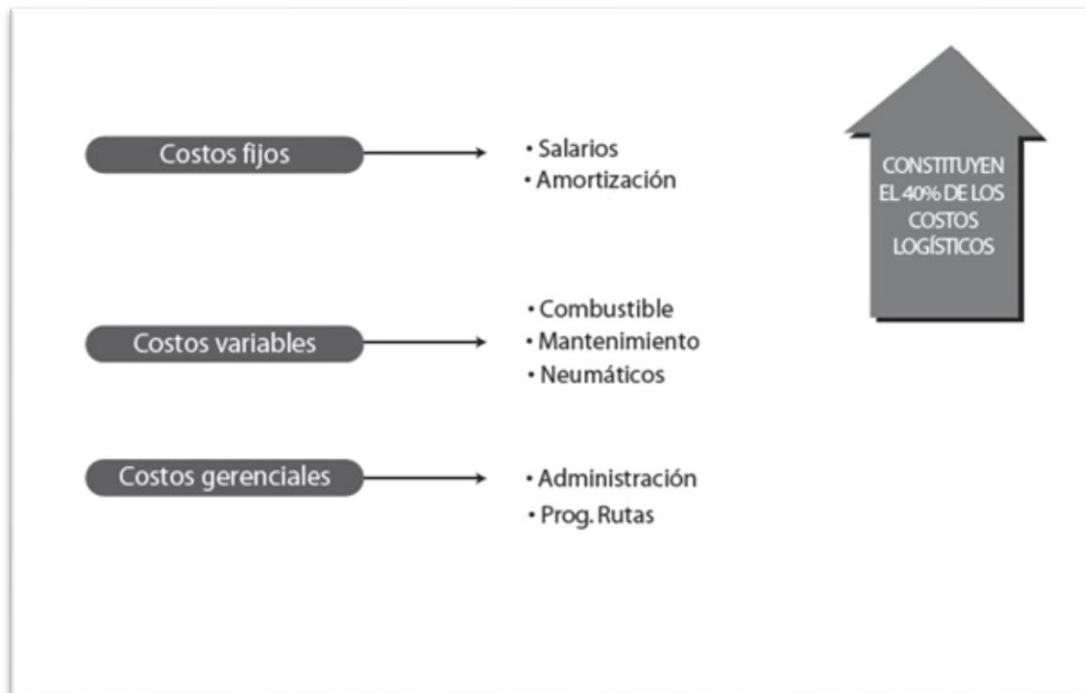 Costos fijos
• Salarios
• Amortización
CONSTITUYEN
EL 40% DE LOS
COSTOS
LOGÍSTICOS
Costos variables
• Combustible
• Mantenimiento
• Neumáticos
Costos gerenciales
• Administración
• Prog. Rutas